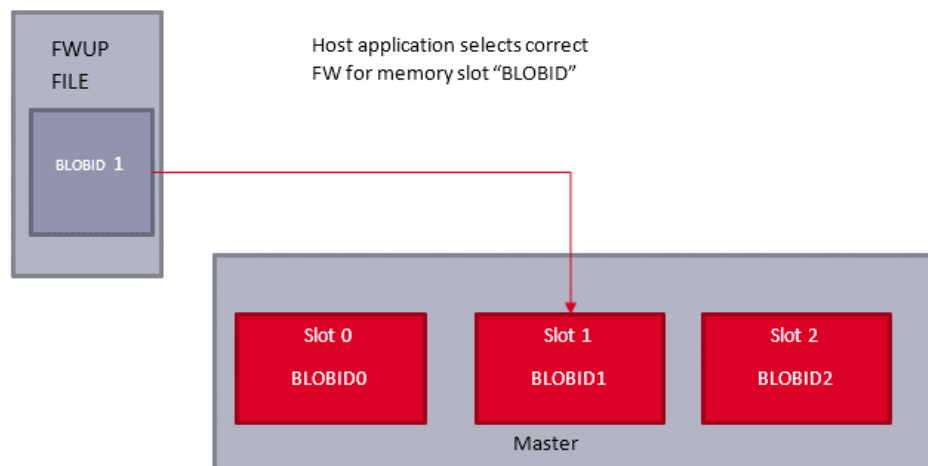 FWUP
FILE
BLOBID 1
Host application selects correct
FW for memory slot “BLOBID”
Slot 0
BLOBID0
Slot 1
BLOBID1
Slot 2
BLOBID2
Master